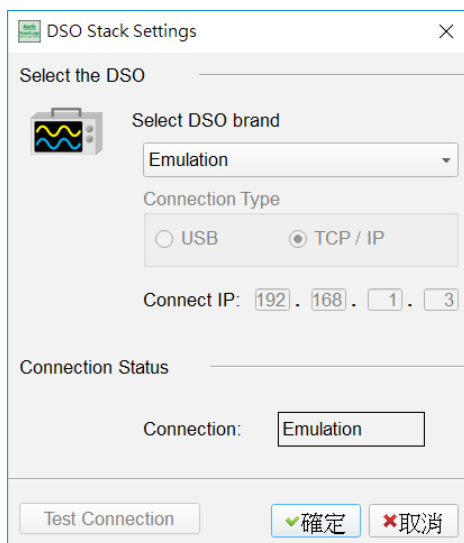 DSO Stack Settings
Select the DSO
Select DSO brand
Emulation
Connection Type
USB TCP / IP
Connect IP: 192 . 168 . 1 . 3
Connection Status
Connection: Emulation
Test Connection 確定 取消